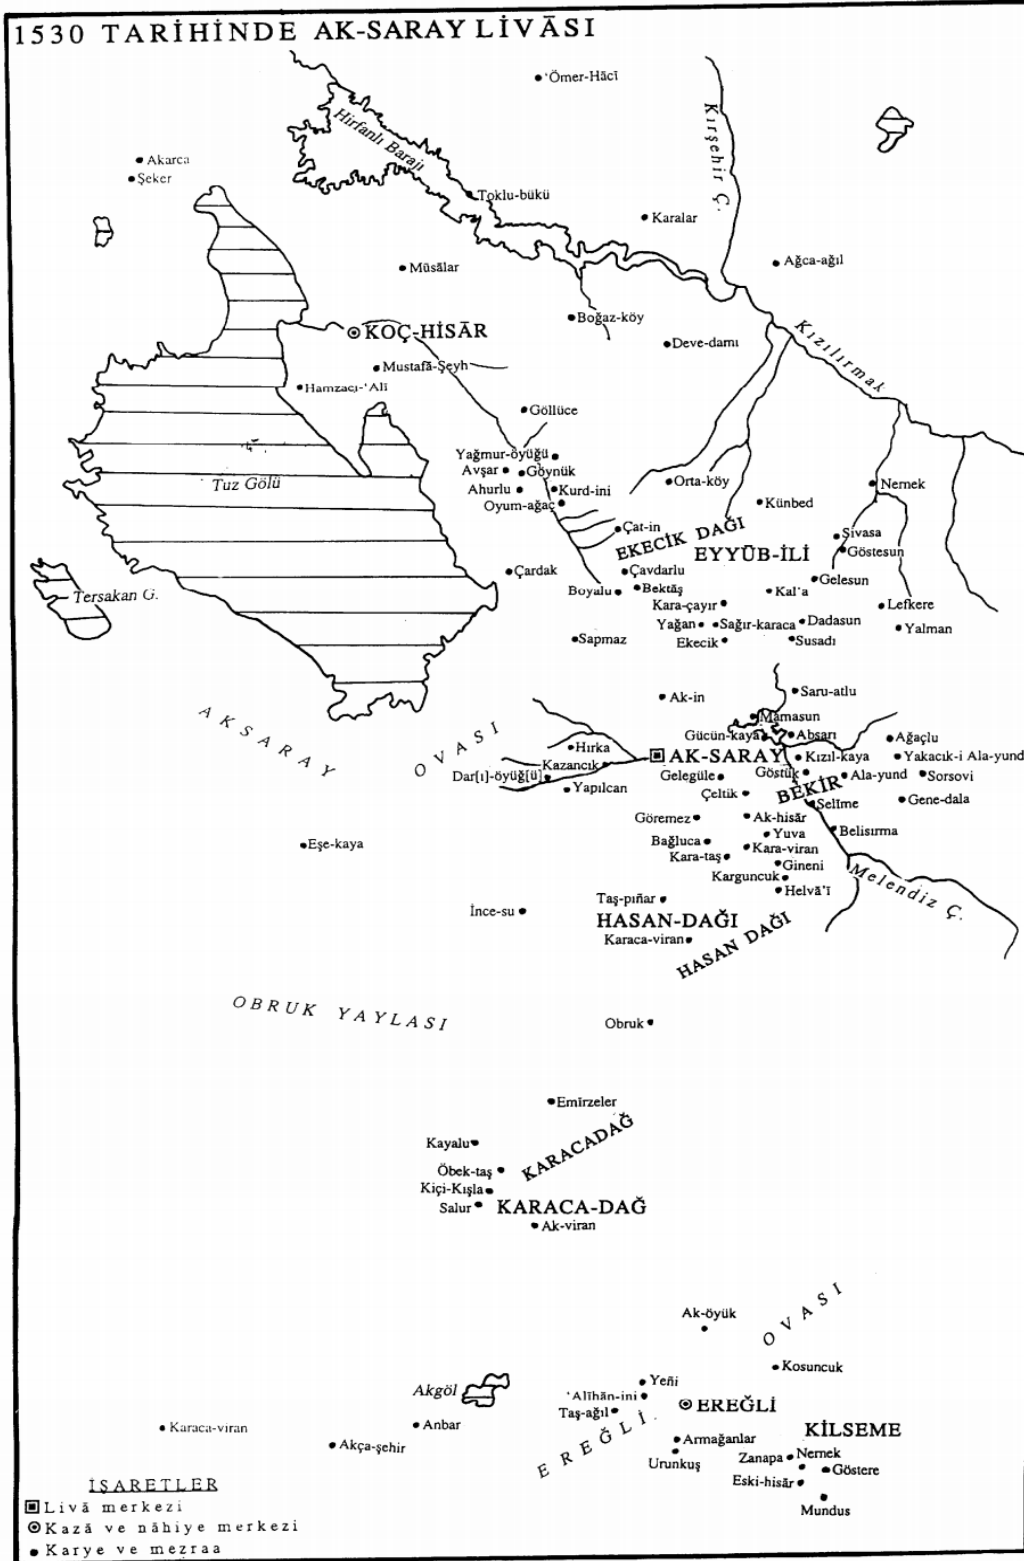 1530 TARİHİNDE AK-SARAY LİVĀSI
'Ömer-Hācī
Hirfanlı Barajı
Kırşehir Ç.
Akarca
Şeker
Toklu-bükü
Karalar
Müsālar
Ağca-ağıl
KOÇ-HİSĀR
Boğaz-köy
Kızılırmak
Deve-damı
Mustafā-Şeyh
Hamzacı-'Alī
Göllüce
Yağmur-öyüğü
Avşar
Göynük
Tuz Gölü
Orta-köy
Nernek
Ahurlu
Kurd-ini
Oyum-ağaç
Künbed
Çat-in
EKECİK DAĞI
Sivasa
EYYŪB-İLİ
Göstesun
Çardak
Çavdarlu
Gelesun
Tersakan G.
Boyalu
Bektāş
Kal'a
Kara-çayır
Lefkere
Yağan
Sağır-karaca
Dadasun
Yalman
Sapmaz
Ekecik
Susadı
Ak-in
Saru-atlu
AKSARAY OVASI
Mamasun
Gücün-kaya
Absarı
Ağaçlu
Hırka
AK-SARAY
Kızıl-kaya
Yakacık-i Ala-yund
Kazancık
Dar[ı]-öyüğ[ü]
Gelegüle
Göstük
Ala-yund
Sorsovi
Yapılcan
Çeltik
BEKİR
Selīme
Gene-dala
Göremez
Ak-hisār
Yuva
Belisırma
Eşe-kaya
Bağluca
Kara-viran
Kara-taş
Gineni
Karguncuk
Melendiz Ç.
Helvā'ī
Taş-pıñar
İnce-su
HASAN-DAĞI
Karaca-viran
HASAN DAĞI
OBRUK YAYLASI
Obruk
Emīrzeler
Kayalu
KARACADAĞ
Öbek-taş
Kiçi-Kışla
Salur
KARACA-DAĞ
Ak-viran
Ak-öyük
Kosuncuk
Yeñi
Akgöl
'Alīhān-ini
EREĞLİ
Taş-ağıl
Karaca-viran
Anbar
EREĞLİ OVASI
KİLSEME
Akça-şehir
Armağanlar
Urunkuş
Zanapa
Nernek
Göstere
Eski-hisār
Mundus
İŞARETLER
Livā merkezi
Kazā ve nāhiye merkezi
Karye ve mezraa